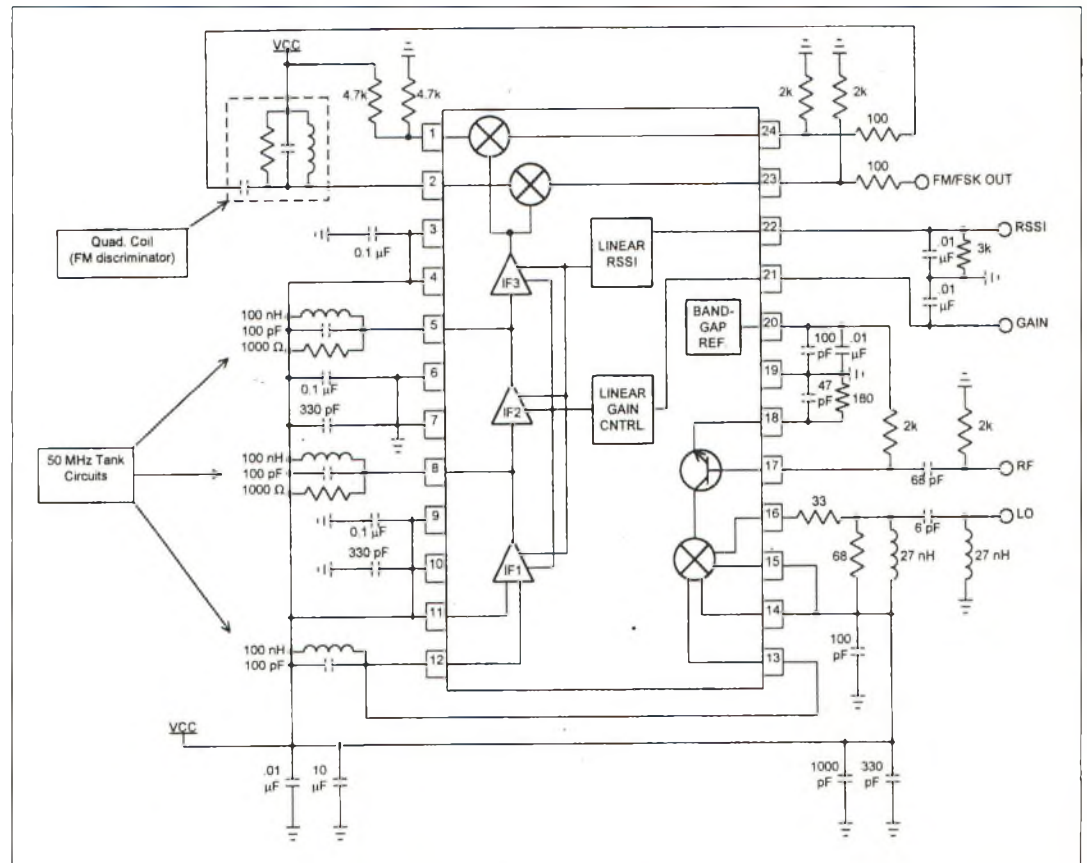 VCC
4.7k
4.7k
2k
2k
100
1
24
100
2
23
FM/FSK OUT
Quad. Coil
(FM discriminator)
3
0.1 µF
22
RSSI
LINEAR
RSSI
.01
µF
3k
4
21
IF3
.01
µF
100 nH
100 pF
1000 Ω
5
BAND-
GAP
REF.
20
GAIN
100
pF
.01
µF
6
0.1 µF
19
IF2
LINEAR
GAIN
CNTRL.
47
pF
180
330 pF
7
18
2k
2k
50 MHz Tank
Circuits
100 nH
100 pF
1000 Ω
8
17
68 pF
RF
33
9
0.1 µF
16
6 pF
LO
330 pF
10
IF1
15
68
27 nH
27 nH
11
14
100 nH
100 pF
12
13
100
pF
VCC
.01
µF
10
µF
1000
pF
330
pF